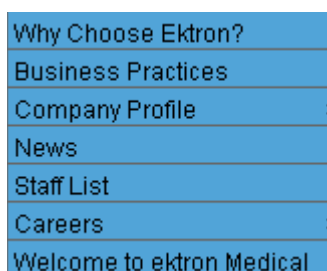 Why Choose Ektron?
Business Practices
Company Profile
News
Staff List
Careers
Welcome to ektron Medical